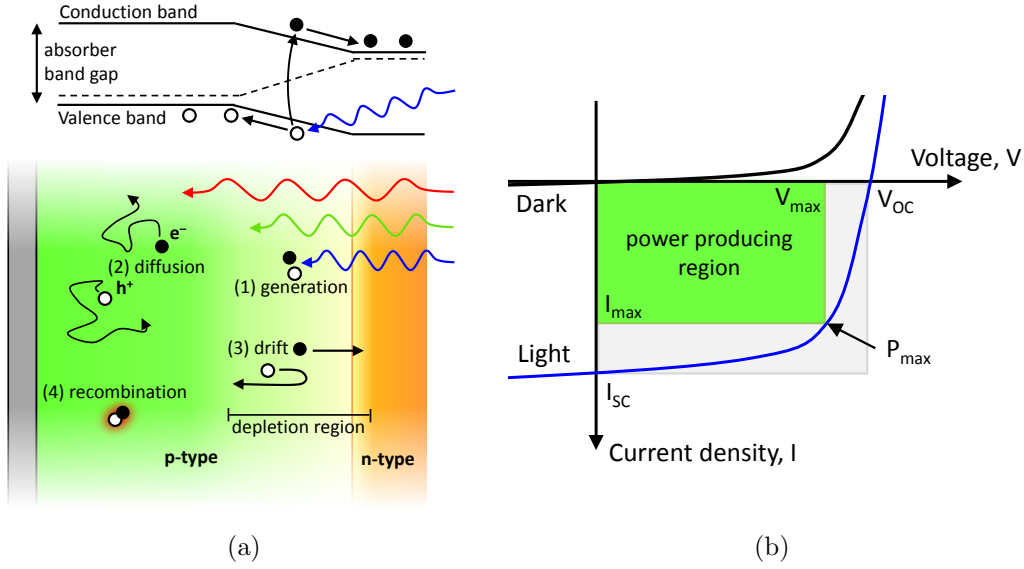 Conduction band
absorber
band gap
Valence band
e⁻
(2) diffusion
h⁺
(1) generation
(3) drift
(4) recombination
depletion region
p-type
n-type
(a)
Voltage, V
Dark
V_max
V_OC
power producing
region
I_max
Light
P_max
I_SC
Current density, I
(b)